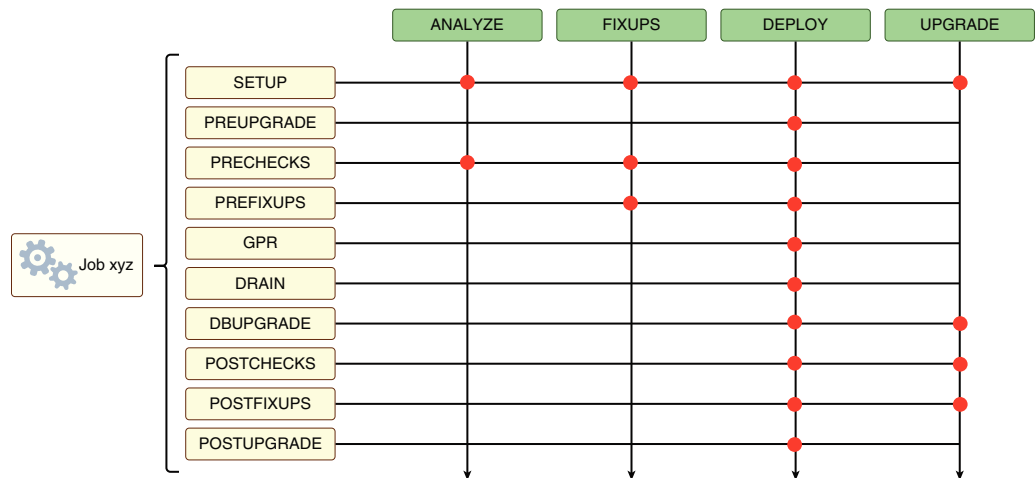 ANALYZE
FIXUPS
DEPLOY
UPGRADE
SETUP
PREUPGRADE
PRECHECKS
PREFIXUPS
GPR
Job xyz
DRAIN
DBUPGRADE
POSTCHECKS
POSTFIXUPS
POSTUPGRADE